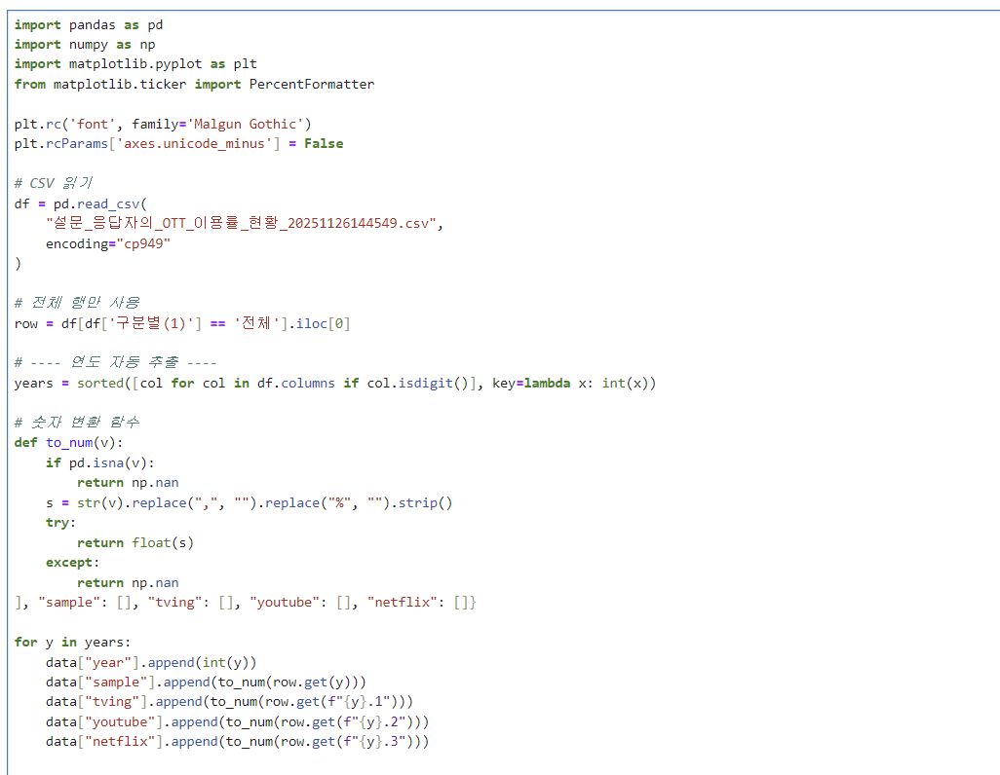 import pandas as pd
import numpy as np
import matplotlib.pyplot as plt
from matplotlib.ticker import PercentFormatter

plt.rc('font', family='Malgun Gothic')
plt.rcParams['axes.unicode_minus'] = False

# CSV 읽기
df = pd.read_csv(
    "설문_응답자의_OTT_이용률_현황_20251126144549.csv",
    encoding="cp949"
)

# 전체 행만 사용
row = df[df['구분별(1)'] == '전체'].iloc[0]

# ---- 연도 자동 추출 ----
years = sorted([col for col in df.columns if col.isdigit()], key=lambda x: int(x))

# 숫자 변환 함수
def to_num(v):
    if pd.isna(v):
        return np.nan
    s = str(v).replace(",", "").replace("%", "").strip()
    try:
        return float(s)
    except:
        return np.nan
], "sample": [], "tving": [], "youtube": [], "netflix": []}

for y in years:
    data["year"].append(int(y))
    data["sample"].append(to_num(row.get(y)))
    data["tving"].append(to_num(row.get(f"{y}.1")))
    data["youtube"].append(to_num(row.get(f"{y}.2")))
    data["netflix"].append(to_num(row.get(f"{y}.3")))